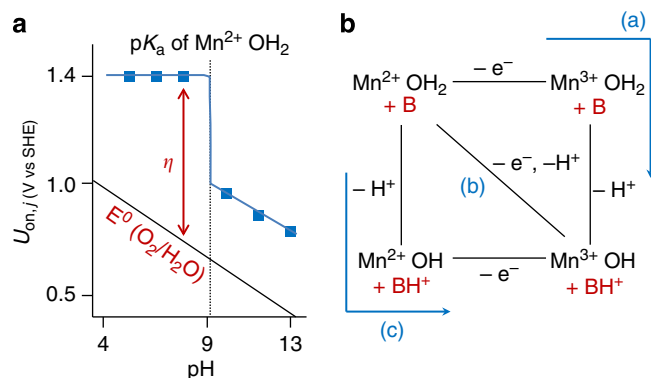 a
pKa of Mn2+ OH2
1.4
1.0
0.5
Uon,j (V vs SHE)
η
E0 (O2/H2O)
4
9
13
pH
b
(a)
Mn2+ OH2
+ B
– e–
Mn3+ OH2
+ B
– H+
– e–, –H+
(b)
– H+
Mn2+ OH
+ BH+
– e–
Mn3+ OH
+ BH+
(c)